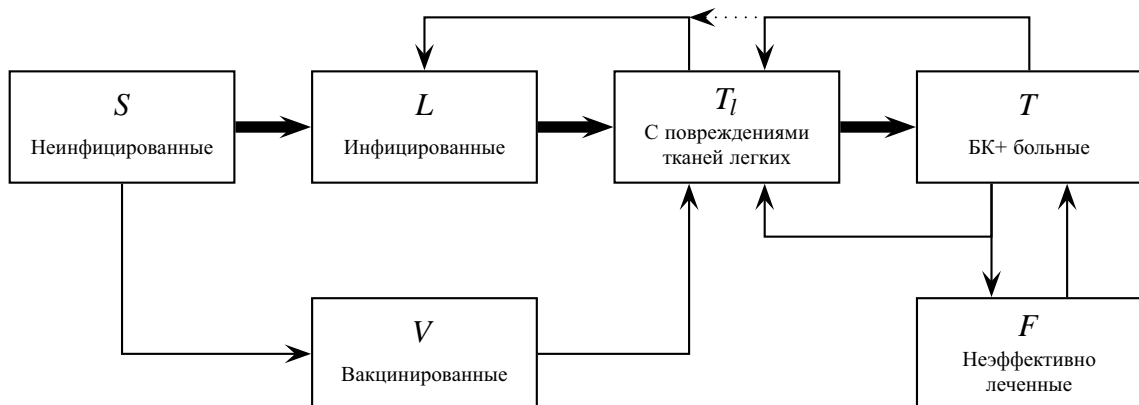 S
Неинфицированные
L
Инфицированные
T_l
С повреждениями
тканей легких
T
БК+ больные
V
Вакцинированные
F
Неэффективно
леченные